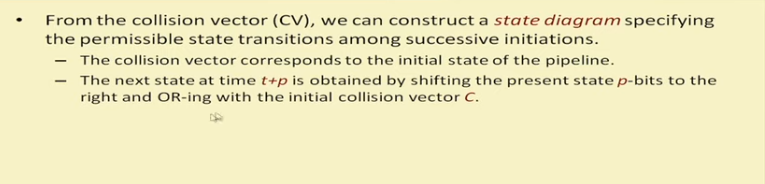 • From the collision vector (CV), we can construct a state diagram specifying
the permissible state transitions among successive initiations.
– The collision vector corresponds to the initial state of the pipeline.
– The next state at time t+p is obtained by shifting the present state p-bits to the
right and OR-ing with the initial collision vector C.